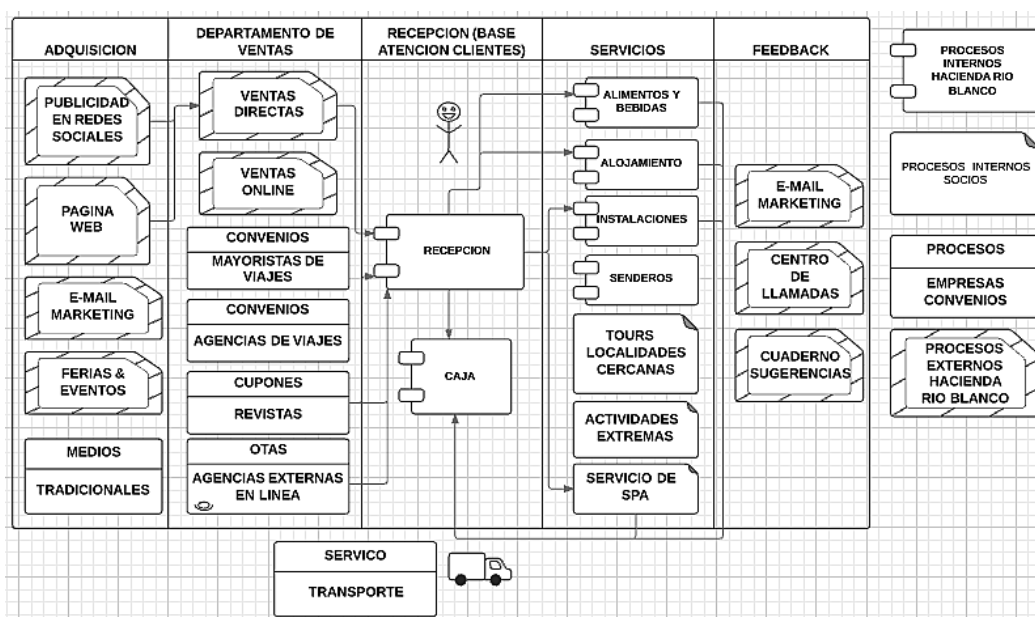 ADQUISICION
PUBLICIDAD
EN REDES
SOCIALES
PAGINA
WEB
E-MAIL
MARKETING
FERIAS &
EVENTOS
MEDIOS
TRADICIONALES
DEPARTAMENTO DE
VENTAS
VENTAS
DIRECTAS
VENTAS
ONLINE
CONVENIOS
MAYORISTAS DE
VIAJES
CONVENIOS
AGENCIAS DE VIAJES
CUPONES
REVISTAS
OTAS
AGENCIAS EXTERNAS
EN LINEA
RECEPCION (BASE
ATENCION CLIENTES)
RECEPCION
CAJA
SERVICIOS
ALIMENTOS Y
BEBIDAS
ALOJAMIENTO
INSTALACIONES
SENDEROS
TOURS
LOCALIDADES
CERCANAS
ACTIVIDADES
EXTREMAS
SERVICIO DE
SPA
FEEDBACK
E-MAIL
MARKETING
CENTRO
DE
LLAMADAS
CUADERNO
SUGERENCIAS
PROCESOS
INTERNOS
HACIENDA RIO
BLANCO
PROCESOS INTERNOS
SOCIOS
PROCESOS
EMPRESAS
CONVENIOS
PROCESOS
EXTERNOS
HACIENDA
RIO BLANCO
SERVICO
TRANSPORTE